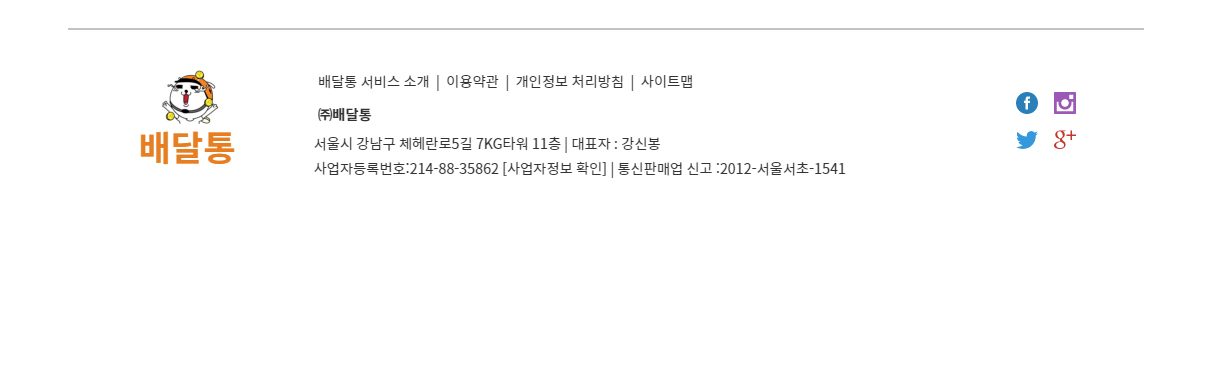 배달통 서비스 소개 | 이용약관 | 개인정보 처리방침 | 사이트맵
㈜배달통
배달통
서울시 강남구 체헤란로5길 7KG타워 11층 | 대표자 : 강신봉
사업자등록번호:214-88-35862 [사업자정보 확인] | 통신판매업 신고 :2012-서울서초-1541
f
g+